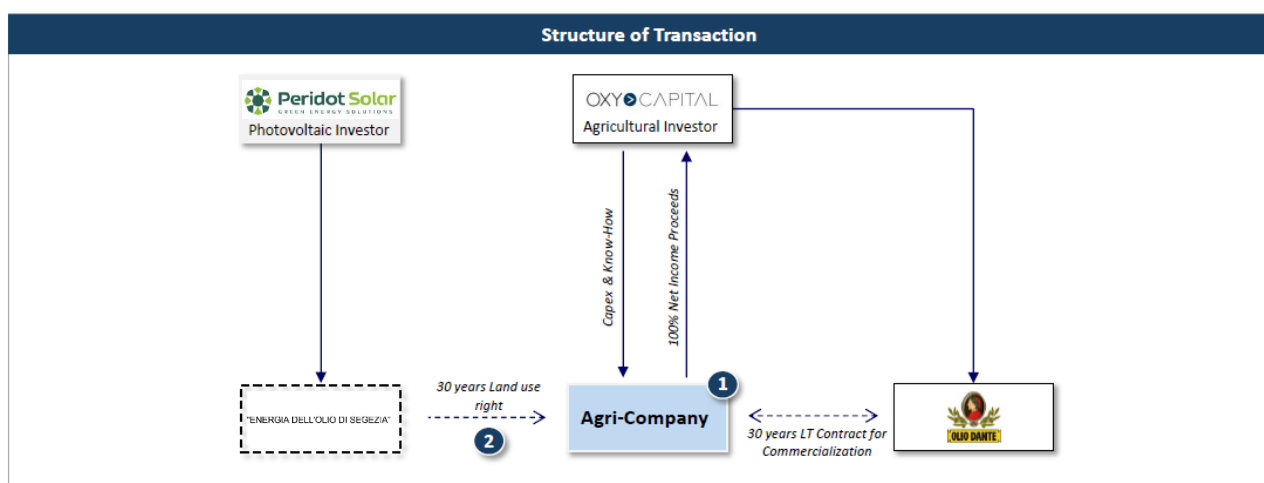 Structure of Transaction
Peridot Solar
GREEN ENERGY SOLUTIONS
Photovoltaic Investor
OXY CAPITAL
Agricultural Investor
Capex & Know-How
100% Net Income Proceeds
"ENERGIA DELL'OLIO DI SEGEZIA"
30 years Land use
right
2
1
Agri-Company
30 years LT Contract for
Commercialization
OLIO DANTE